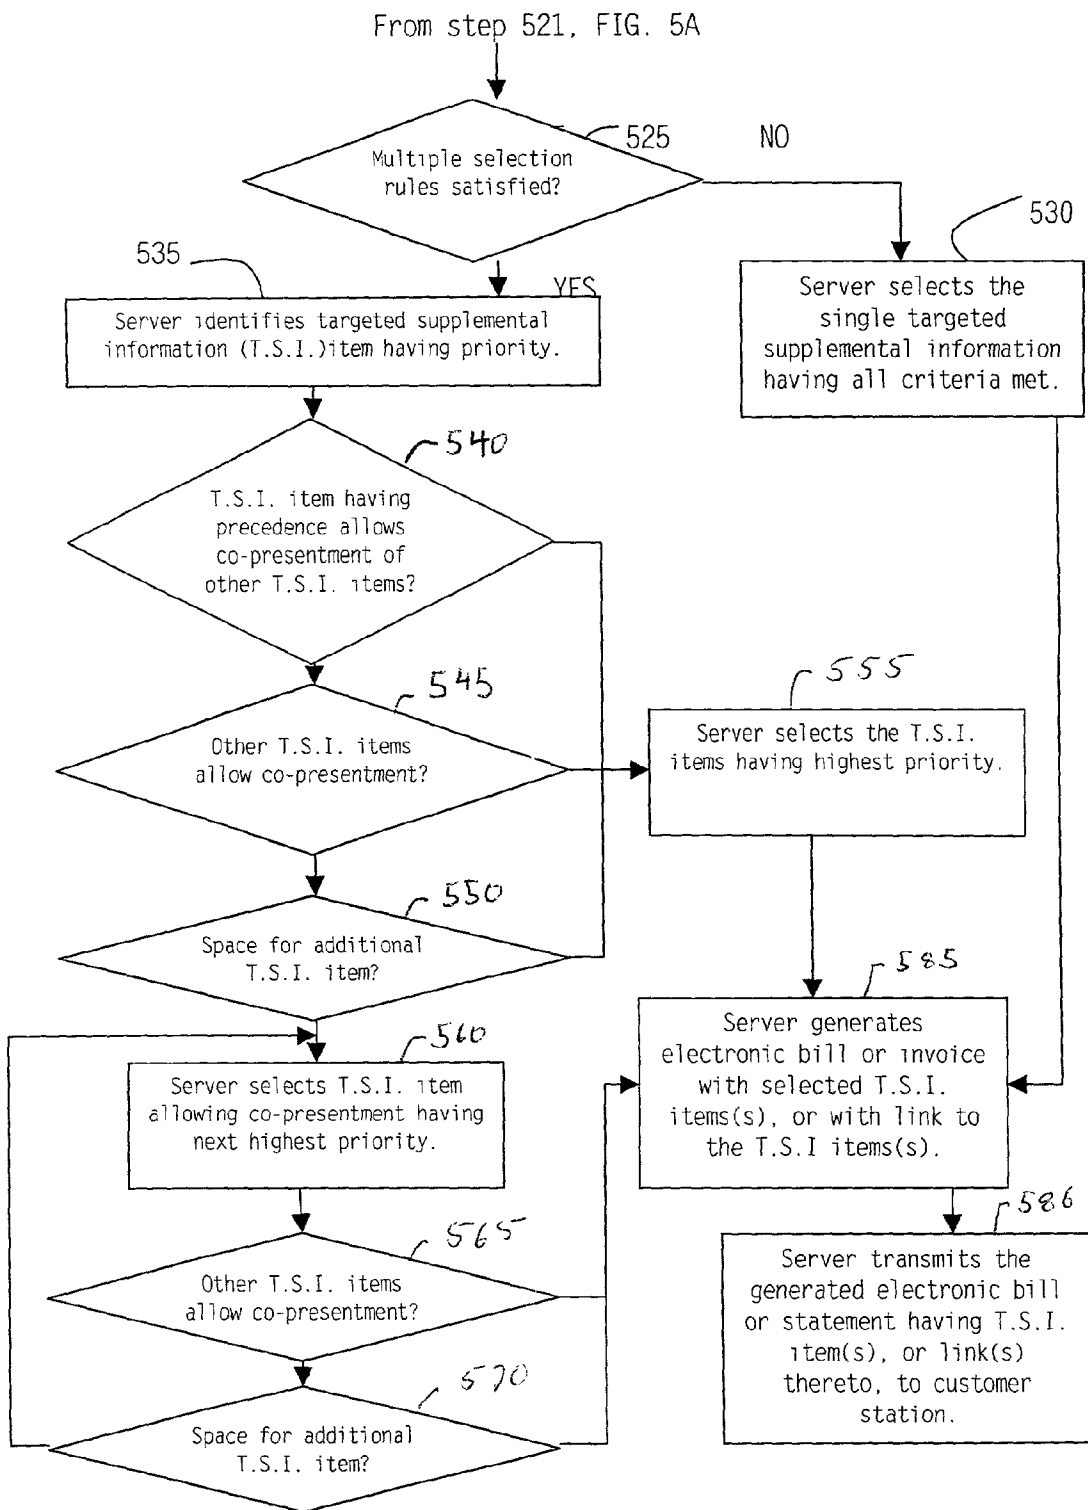 From step 521, FIG. 5A
525
NO
Multiple selection
rules satisfied?
530
535
YES
Server identifies targeted supplemental
information (T.S.I.)item having priority.
Server selects the
single targeted
supplemental information
having all criteria met.
540
T.S.I. item having
precedence allows
co-presentment of
other T.S.I. items?
545
Other T.S.I. items
allow co-presentment?
555
Server selects the T.S.I.
items having highest priority.
550
Space for additional
T.S.I. item?
585
Server generates
electronic bill or invoice
with selected T.S.I.
items(s), or with link to
the T.S.I items(s).
560
Server selects T.S.I. item
allowing co-presentment having
next highest priority.
586
Server transmits the
generated electronic bill
or statement having T.S.I.
item(s), or link(s)
thereto, to customer
station.
565
Other T.S.I. items
allow co-presentment?
570
Space for additional
T.S.I. item?